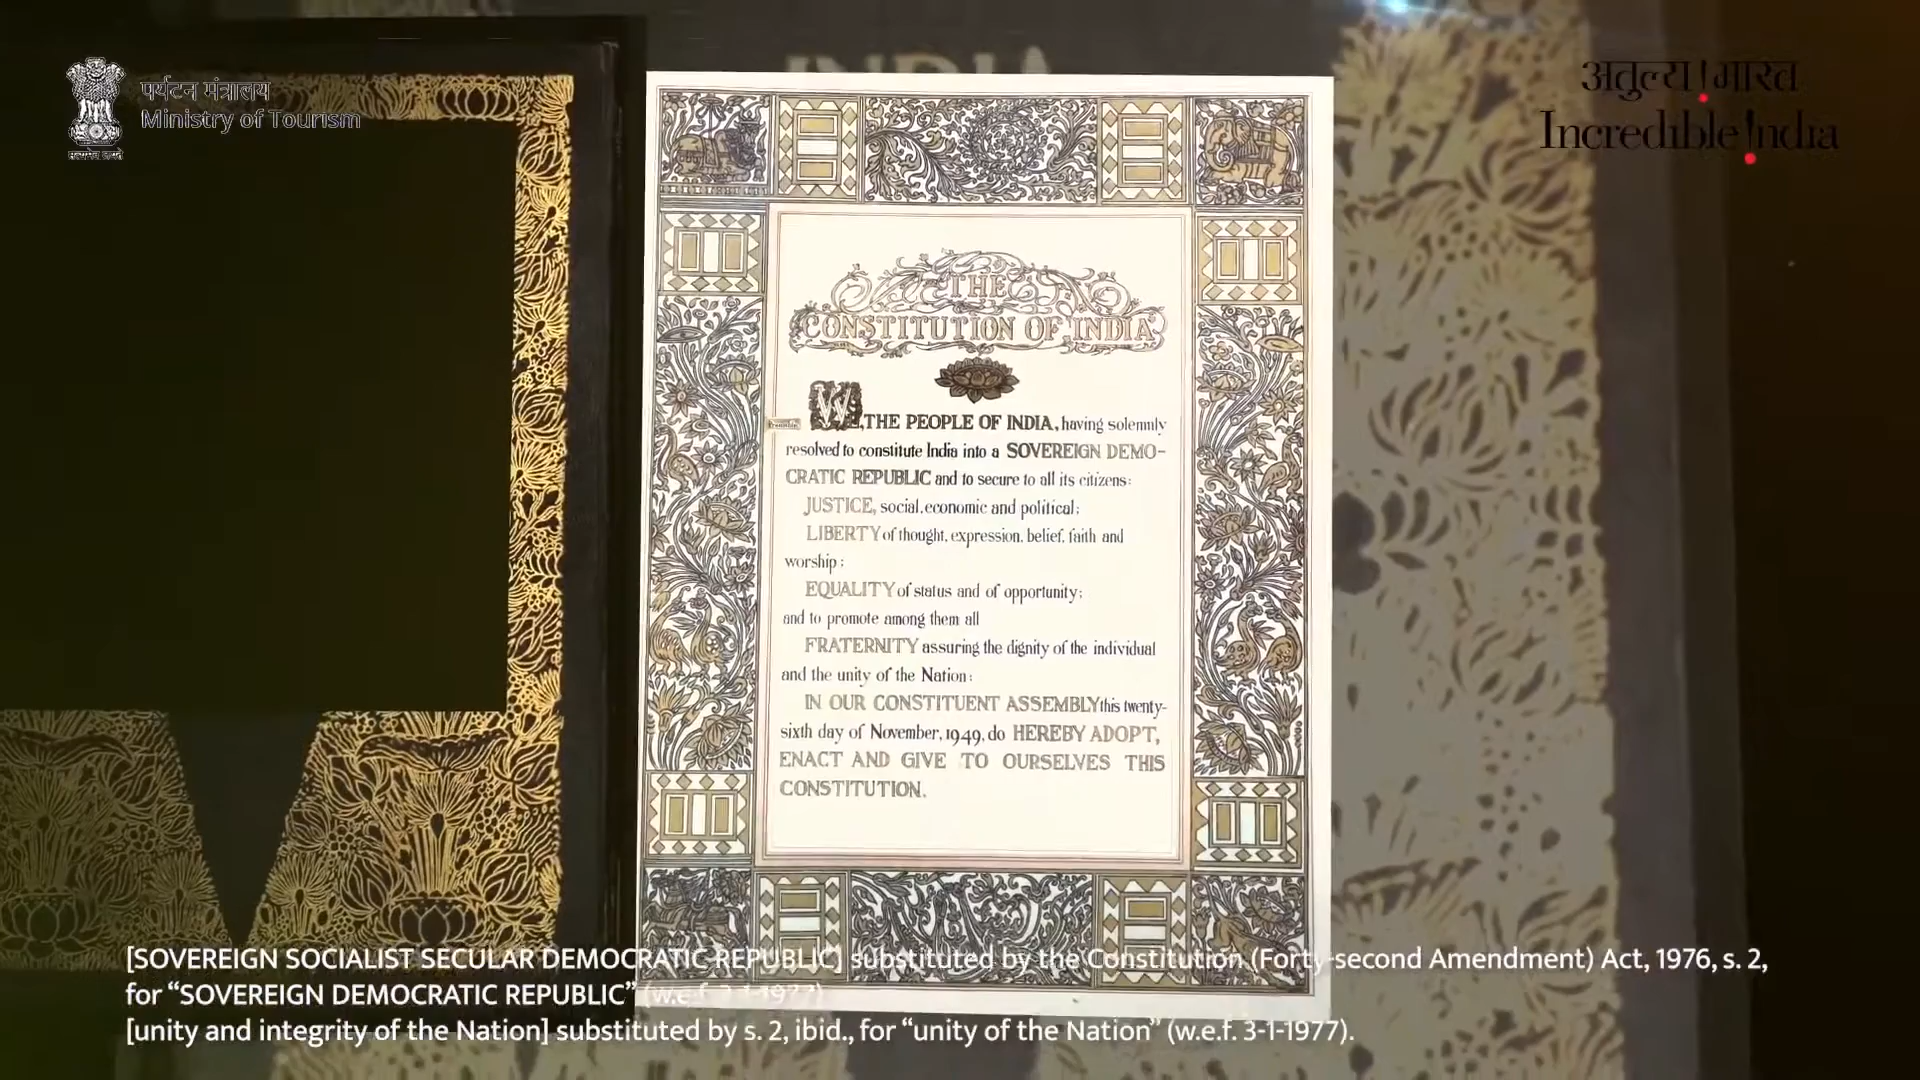 पर्यटन मंत्रालय
Ministry of Tourism
अतुल्य ! भारत
Incredible !ndia
THE
CONSTITUTION OF INDIA
WE, THE PEOPLE OF INDIA, having solemnly
resolved to constitute India into a SOVEREIGN DEMO-
CRATIC REPUBLIC and to secure to all its citizens:
JUSTICE, social, economic and political;
LIBERTY of thought, expression, belief, faith and
worship;
EQUALITY of status and of opportunity;
and to promote among them all
FRATERNITY assuring the dignity of the individual
and the unity of the Nation;
IN OUR CONSTITUENT ASSEMBLY this twenty-
sixth day of November, 1949, do HEREBY ADOPT,
ENACT AND GIVE TO OURSELVES THIS
CONSTITUTION.
[SOVEREIGN SOCIALIST SECULAR DEMOCRATIC REPUBLIC] substituted by the Constitution (Forty-second Amendment) Act, 1976, s. 2,
for “SOVEREIGN DEMOCRATIC REPUBLIC” (w.e.f. 3-1-1977)
[unity and integrity of the Nation] substituted by s. 2, ibid., for “unity of the Nation” (w.e.f. 3-1-1977).